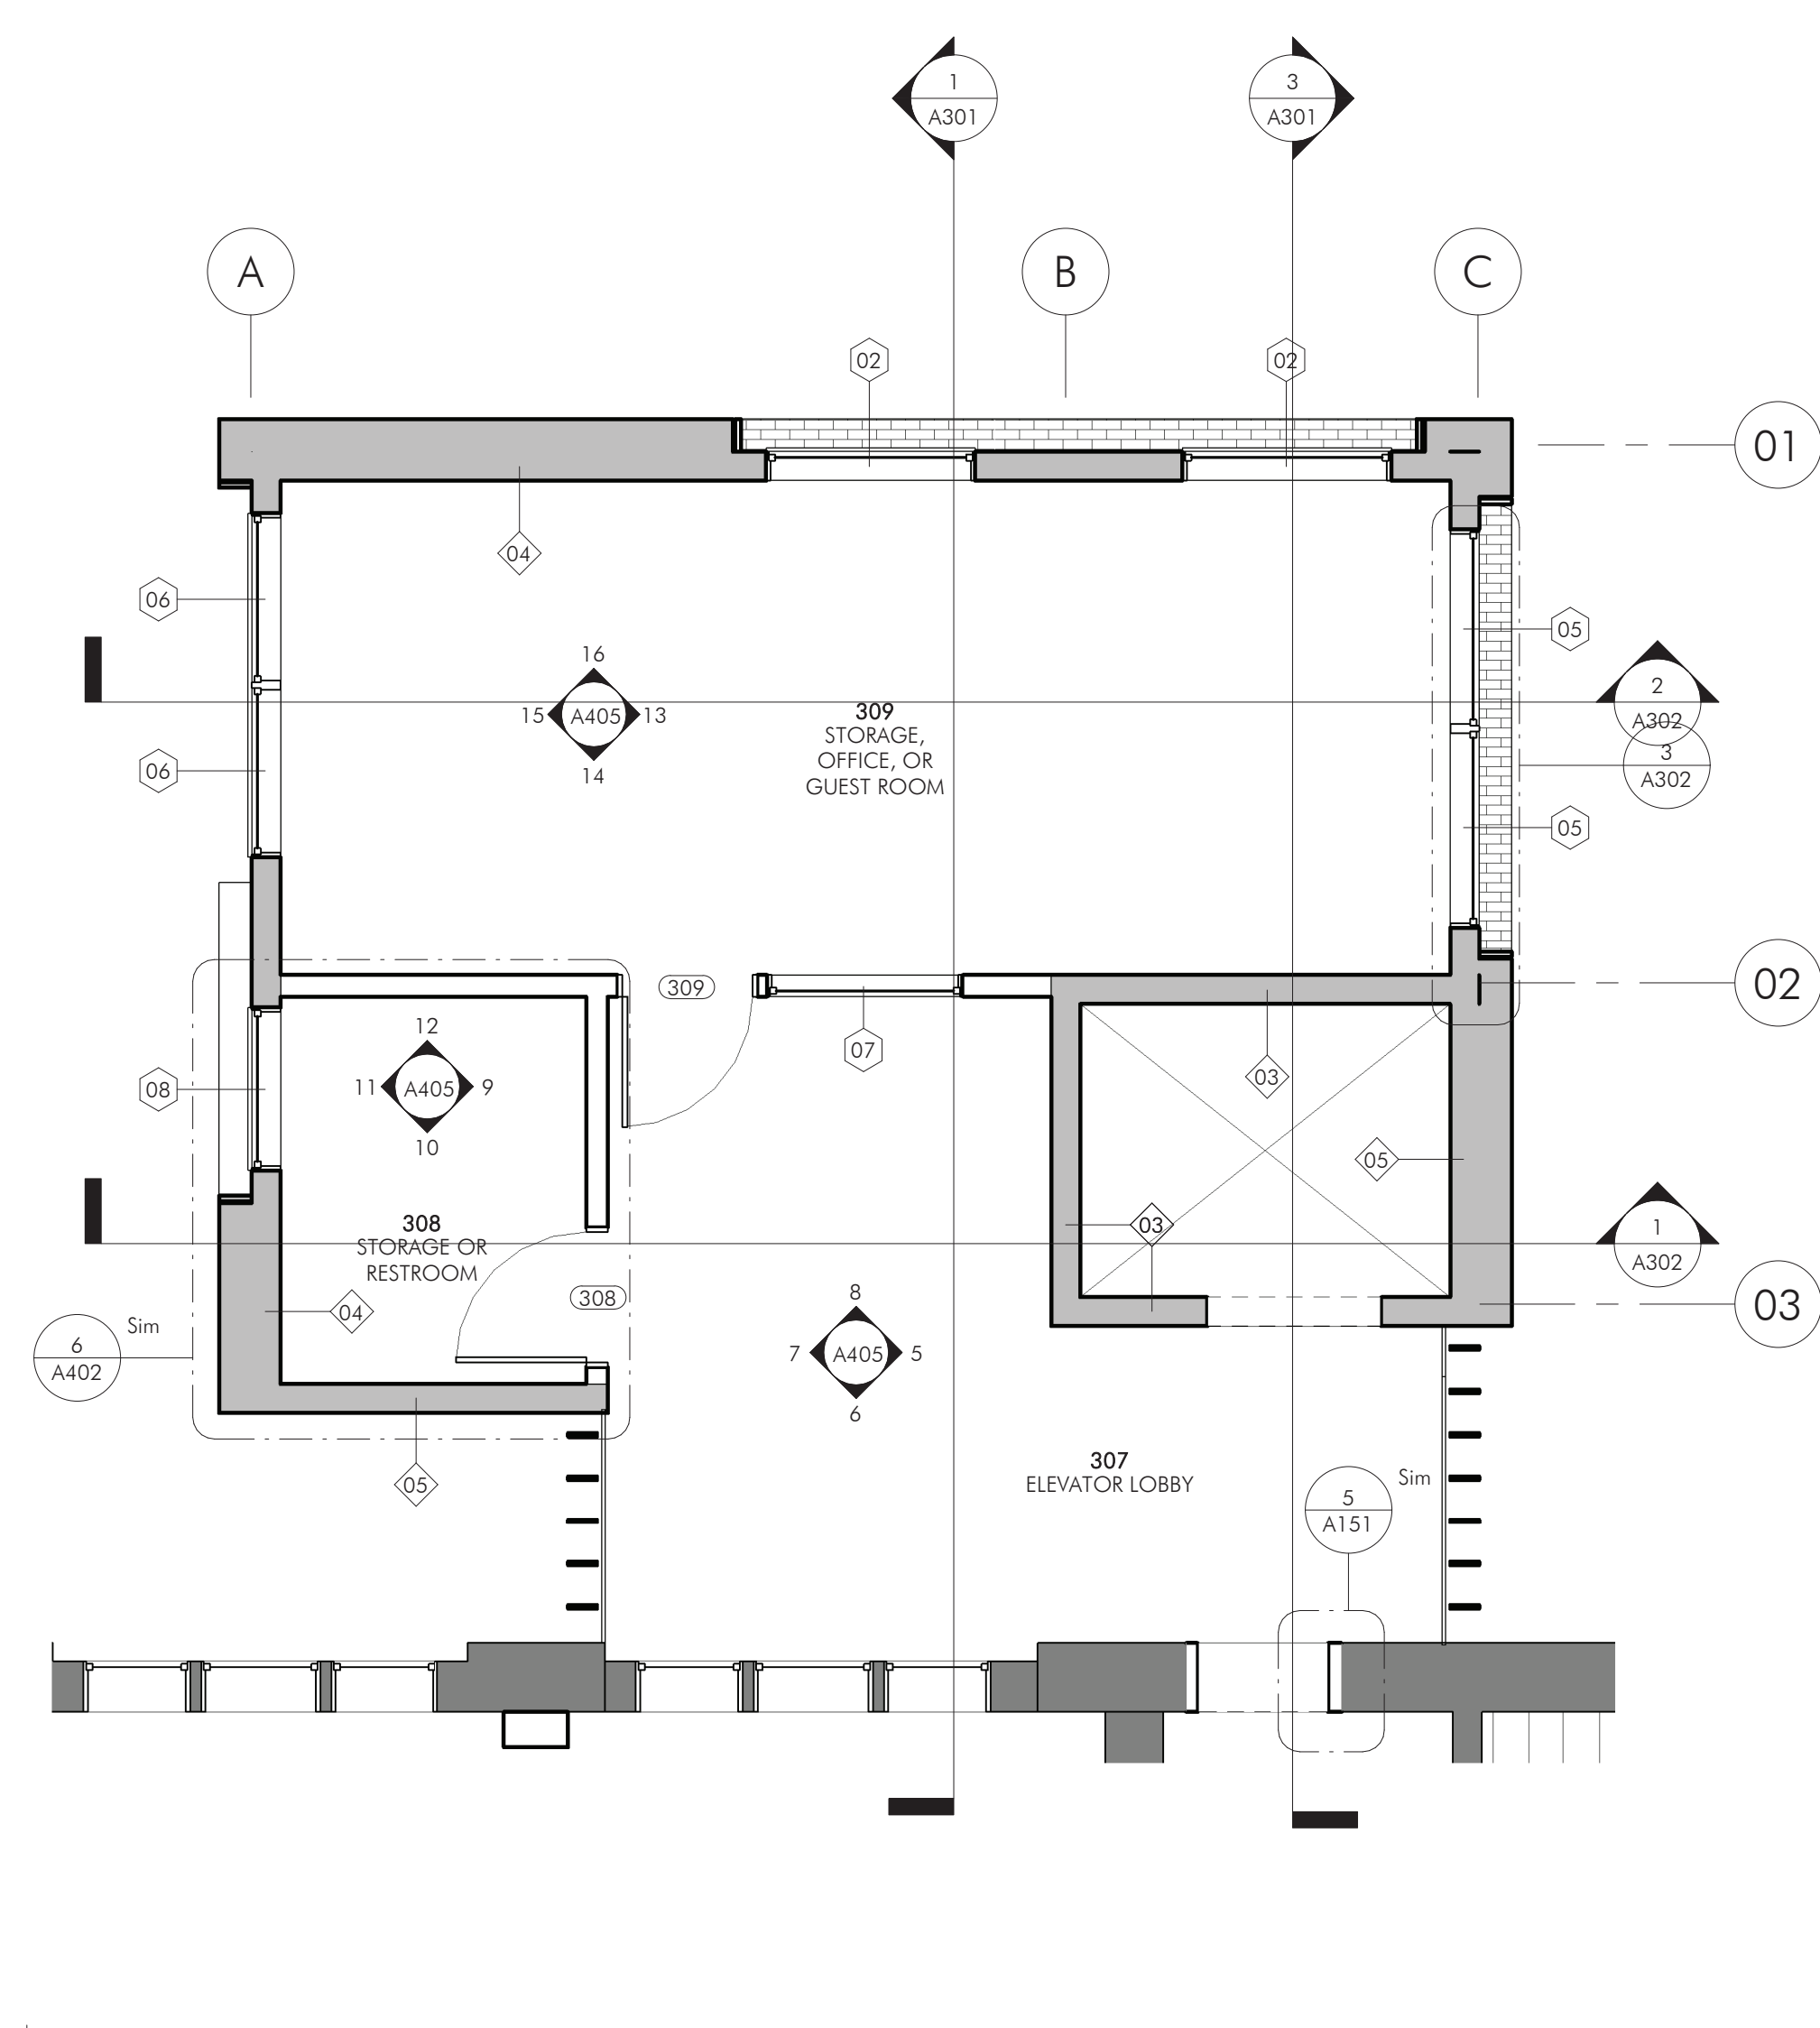 1
A301
3
A301
A
B
C
02
02
01
04
06
05
16
15
A405
13
14
309
STORAGE,
OFFICE, OR
GUEST ROOM
2
A302
3
A302
06
05
309
02
07
12
11
A405
9
10
08
03
05
03
308
STORAGE OR
RESTROOM
1
A302
308
04
8
7
A405
5
6
03
Sim
6
A402
307
ELEVATOR LOBBY
05
Sim
5
A151